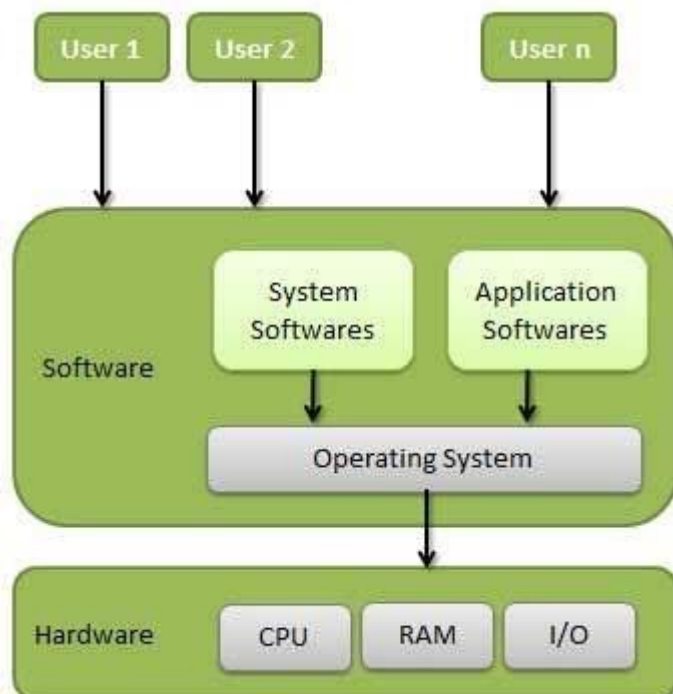 User 1
User 2
User n
System
Softwares
Application
Softwares
Software
Operating System
Hardware
CPU
RAM
I/O